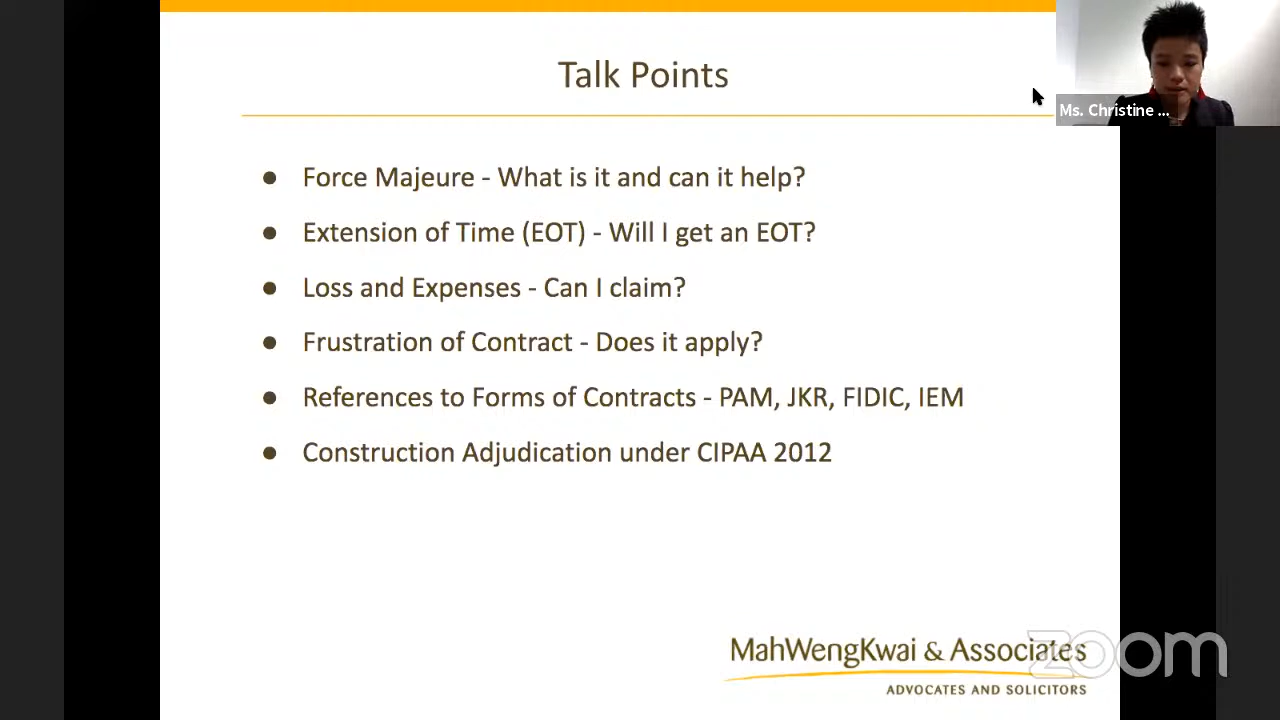 Talk Points
Ms. Christine ...
● Force Majeure - What is it and can it help?
● Extension of Time (EOT) - Will I get an EOT?
● Loss and Expenses - Can I claim?
● Frustration of Contract - Does it apply?
● References to Forms of Contracts - PAM, JKR, FIDIC, IEM
● Construction Adjudication under CIPAA 2012
MahWengKwai & Associates
zoom
ADVOCATES AND SOLICITORS